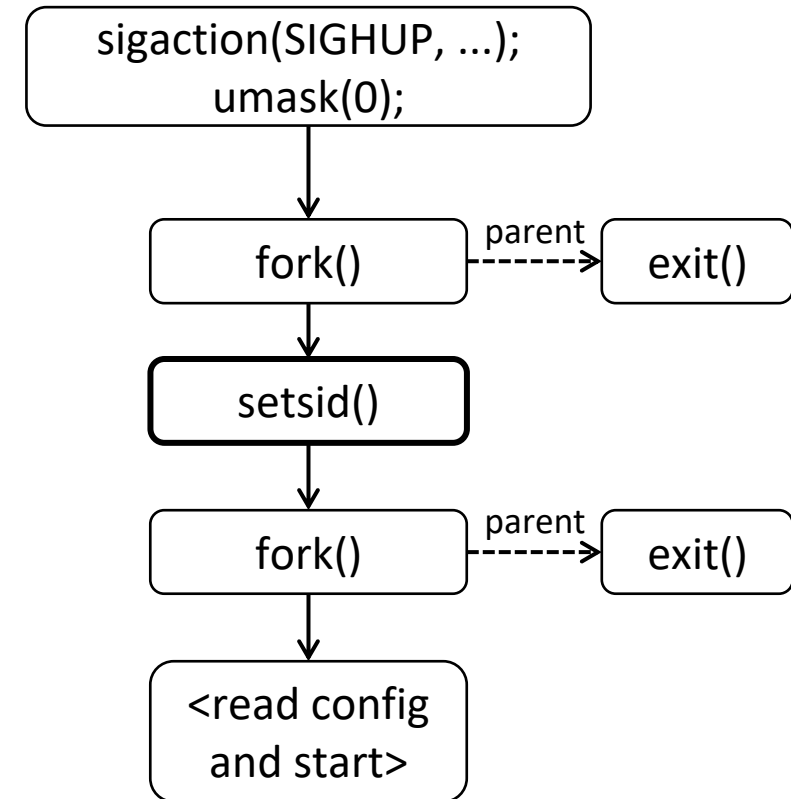 sigaction(SIGHUP, ...);
umask(0);
fork()
parent
exit()
setsid()
fork()
parent
exit()
<read config
and start>